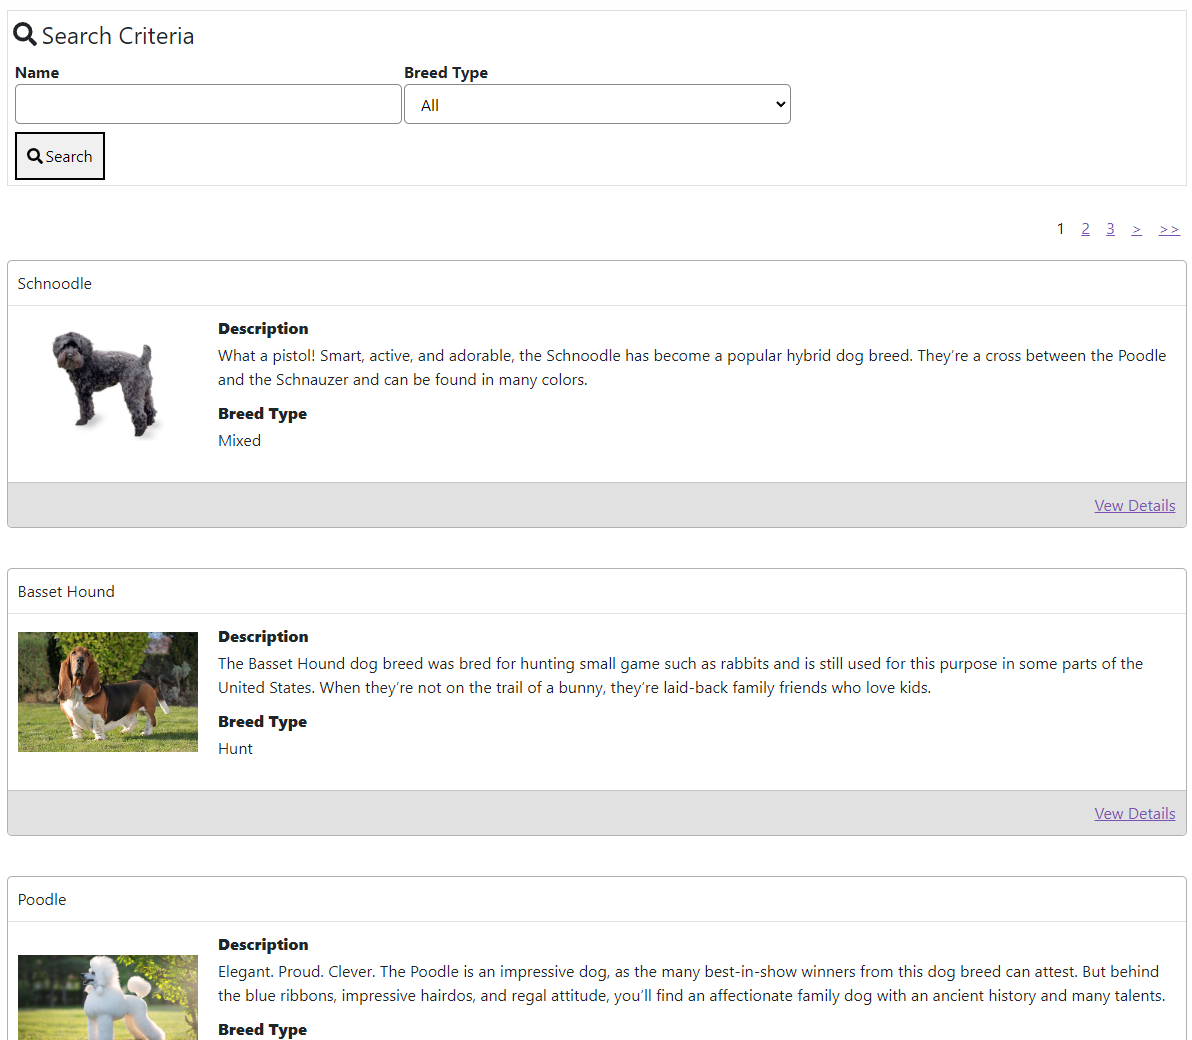 Search Criteria
Name
Breed Type
All
Search
1 2 3 > >>
Schnoodle
Description
What a pistol! Smart, active, and adorable, the Schnoodle has become a popular hybrid dog breed. They’re a cross between the Poodle
and the Schnauzer and can be found in many colors.
Breed Type
Mixed
Vew Details
Basset Hound
Description
The Basset Hound dog breed was bred for hunting small game such as rabbits and is still used for this purpose in some parts of the
United States. When they’re not on the trail of a bunny, they’re laid-back family friends who love kids.
Breed Type
Hunt
Vew Details
Poodle
Description
Elegant. Proud. Clever. The Poodle is an impressive dog, as the many best-in-show winners from this dog breed can attest. But behind
the blue ribbons, impressive hairdos, and regal attitude, you’ll find an affectionate family dog with an ancient history and many talents.
Breed Type